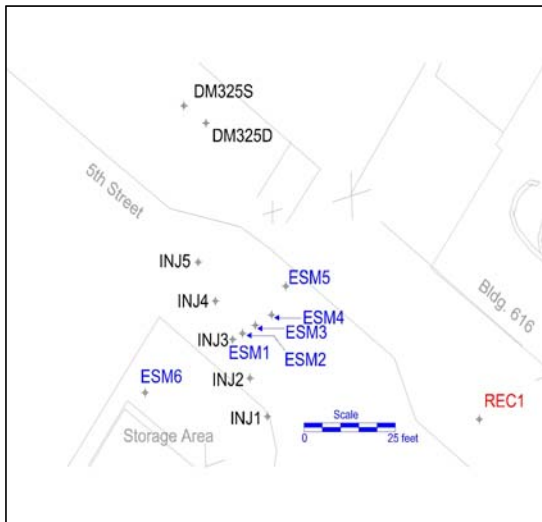 DM325S
DM325D
5th Street
INJ5
ESM5
INJ4
ESM4
Bldg. 616
ESM3
INJ3
ESM1
ESM2
INJ2
ESM6
REC1
INJ1
Scale
0
25 feet
Storage Area